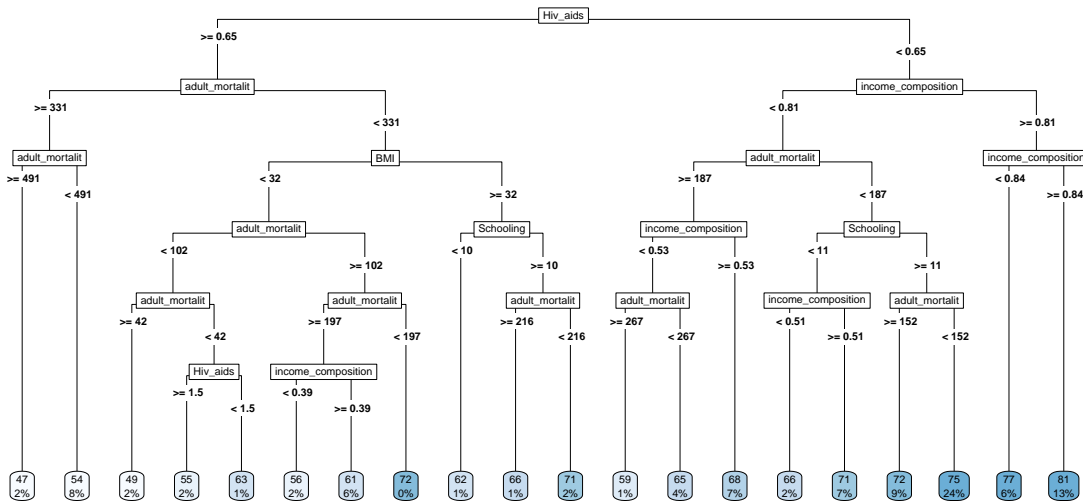 Hiv_aids
>= 0.65
< 0.65
adult_mortalit
income_composition
>= 331
< 331
< 0.81
>= 0.81
adult_mortalit
BMI
adult_mortalit
income_composition
>= 491
< 491
< 32
>= 32
>= 187
< 187
< 0.84
>= 0.84
adult_mortalit
Schooling
income_composition
Schooling
< 102
>= 102
< 10
>= 10
< 0.53
>= 0.53
< 11
>= 11
adult_mortalit
adult_mortalit
adult_mortalit
adult_mortalit
income_composition
adult_mortalit
>= 42
< 42
>= 197
< 197
>= 216
< 216
>= 267
< 267
< 0.51
>= 0.51
>= 152
< 152
Hiv_aids
income_composition
>= 1.5
< 1.5
< 0.39
>= 0.39
47 54 49 55 63 56 61 72 62 66 71 59 65 68 66 71 72 75 77 81
2% 8% 2% 2% 1% 2% 6% 0% 1% 1% 2% 1% 4% 7% 2% 7% 9% 24% 6% 13%